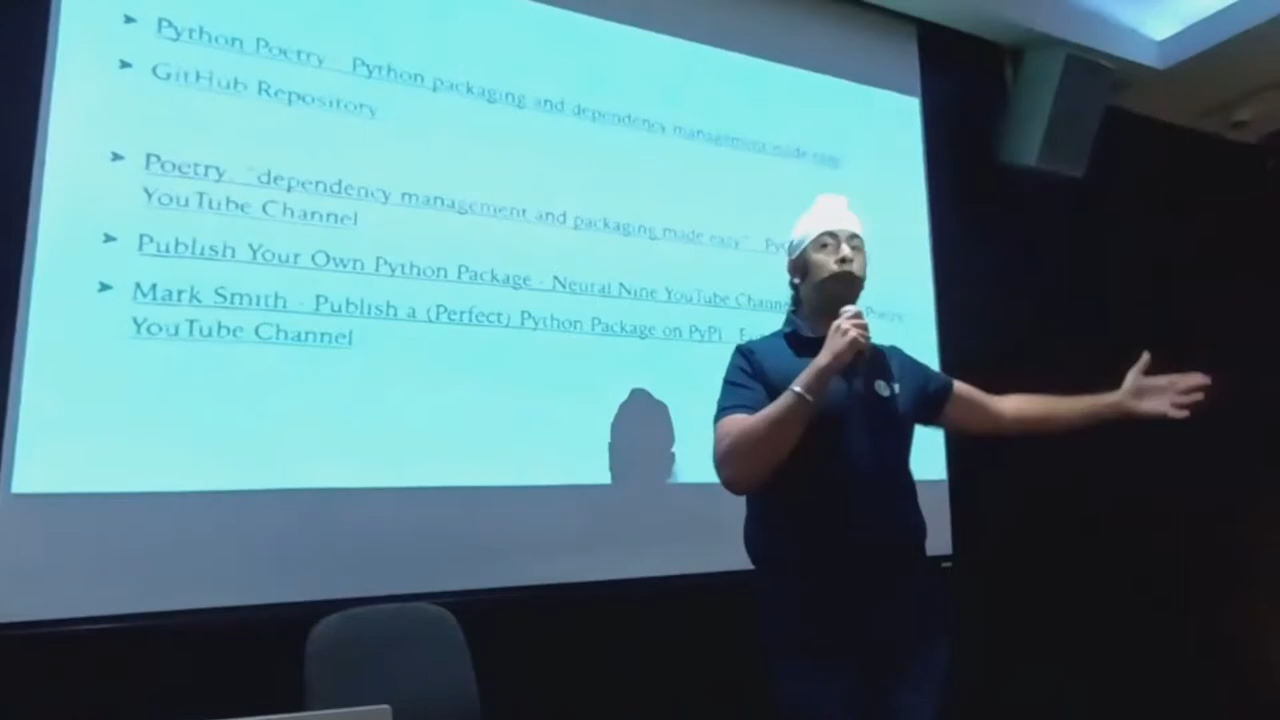 Python Poetry - Python packaging and dependency management made easy
GitHub Repository
Poetry "dependency management and packaging made easy"
YouTube Channel
Publish Your Own Python Package - Neural Nine YouTube Channel
Mark Smith - Publish a (Perfect) Python Package on PyPI
YouTube Channel